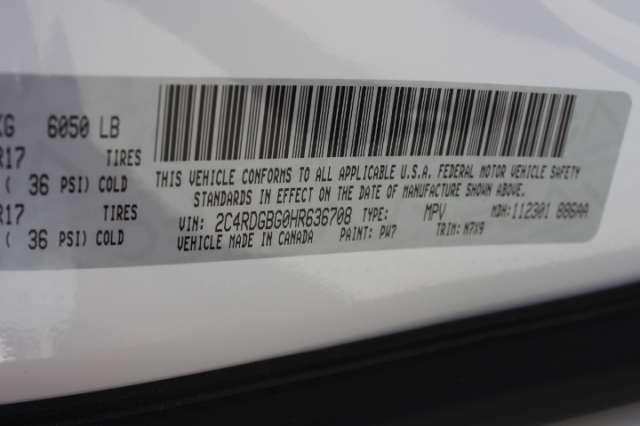 KG 6050 LB
R17 TIRES
( 36 PSI) COLD
R17 TIRES
( 36 PSI) COLD
THIS VEHICLE CONFORMS TO ALL APPLICABLE U.S.A. FEDERAL MOTOR VEHICLE SAFETY
STANDARDS IN EFFECT ON THE DATE OF MANUFACTURE SHOWN ABOVE.
VIN: 2C4RDGBG0HR636708 TYPE: MPV MDH: 112301 886AA
VEHICLE MADE IN CANADA PAINT: PW7 TRIM: N7X9